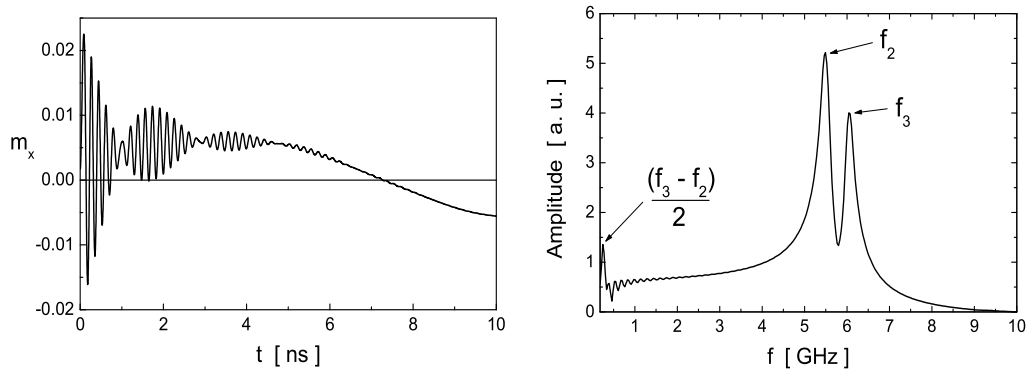 0.02
0.01
0.00
-0.01
-0.02
m_x
0 2 4 6 8 10
t [ ns ]
6
5
4
3
2
1
0
Amplitude [ a. u. ]
f_2
f_3
(f_3 - f_2)
2
1 2 3 4 5 6 7 8 9 10
f [ GHz ]